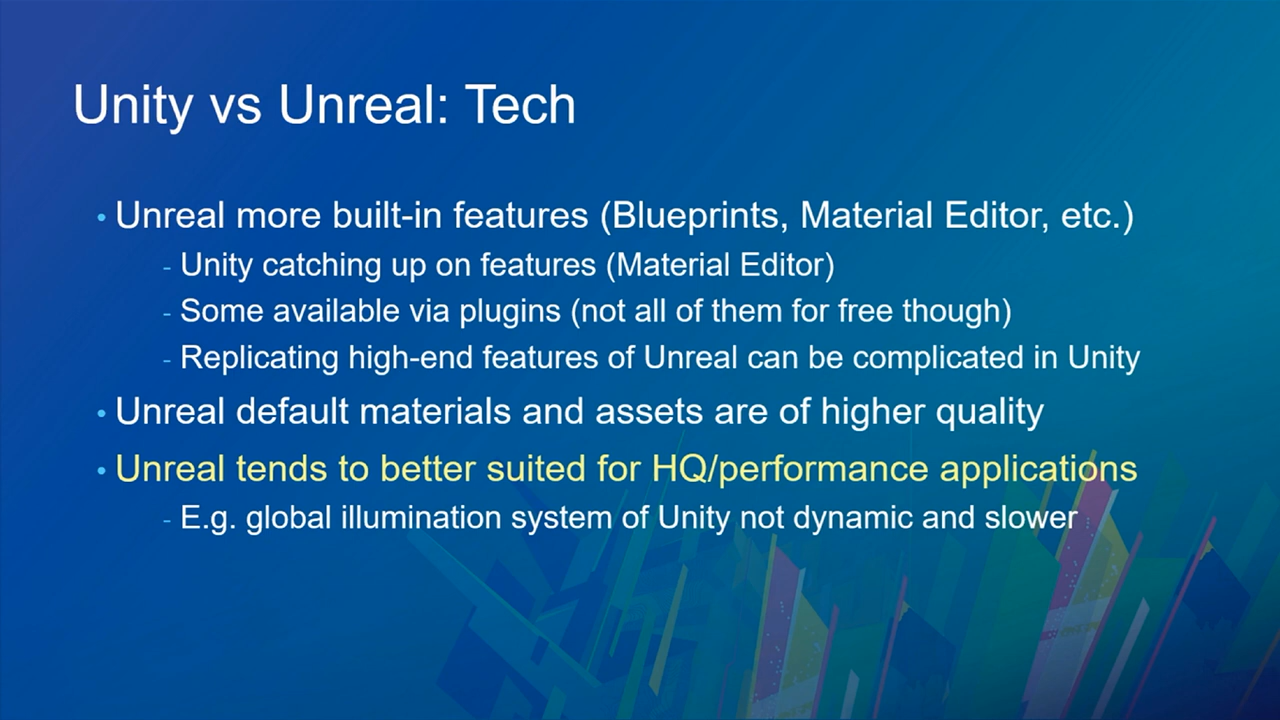 Unity vs Unreal: Tech
• Unreal more built-in features (Blueprints, Material Editor, etc.)
- Unity catching up on features (Material Editor)
- Some available via plugins (not all of them for free though)
- Replicating high-end features of Unreal can be complicated in Unity
• Unreal default materials and assets are of higher quality
• Unreal tends to better suited for HQ/performance applications
- E.g. global illumination system of Unity not dynamic and slower